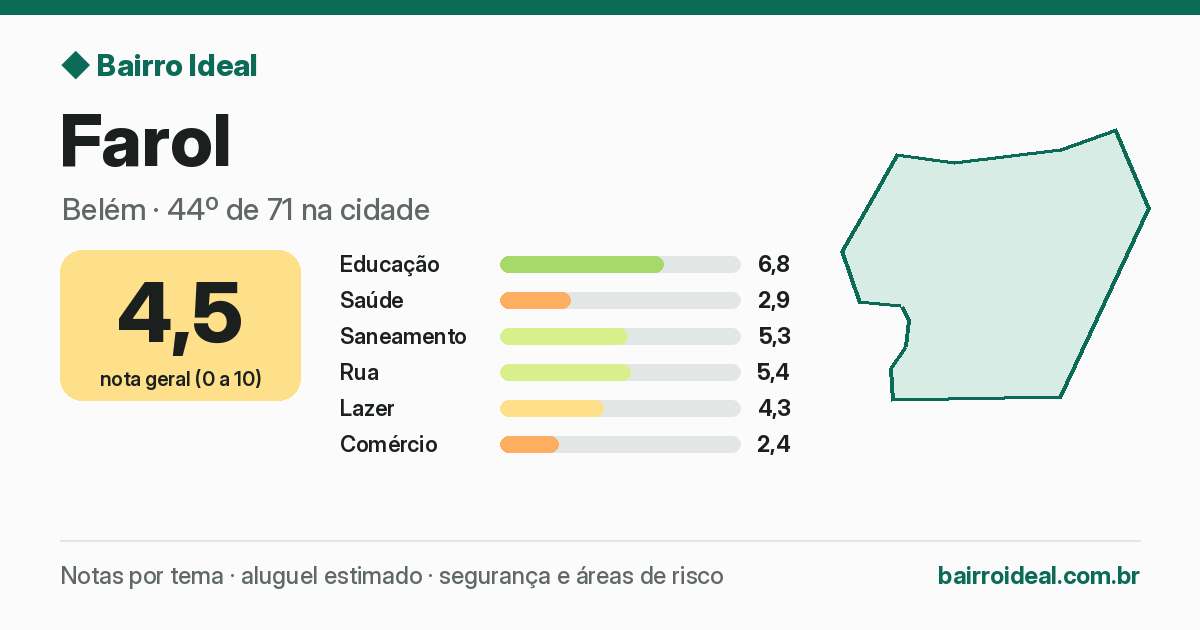 Bairro Ideal
Farol
Belém · 44º de 71 na cidade
4,5
nota geral (0 a 10)
Educação 6,8
Saúde 2,9
Saneamento 5,3
Rua 5,4
Lazer 4,3
Comércio 2,4
Notas por tema · aluguel estimado · segurança e áreas de risco
bairroideal.com.br